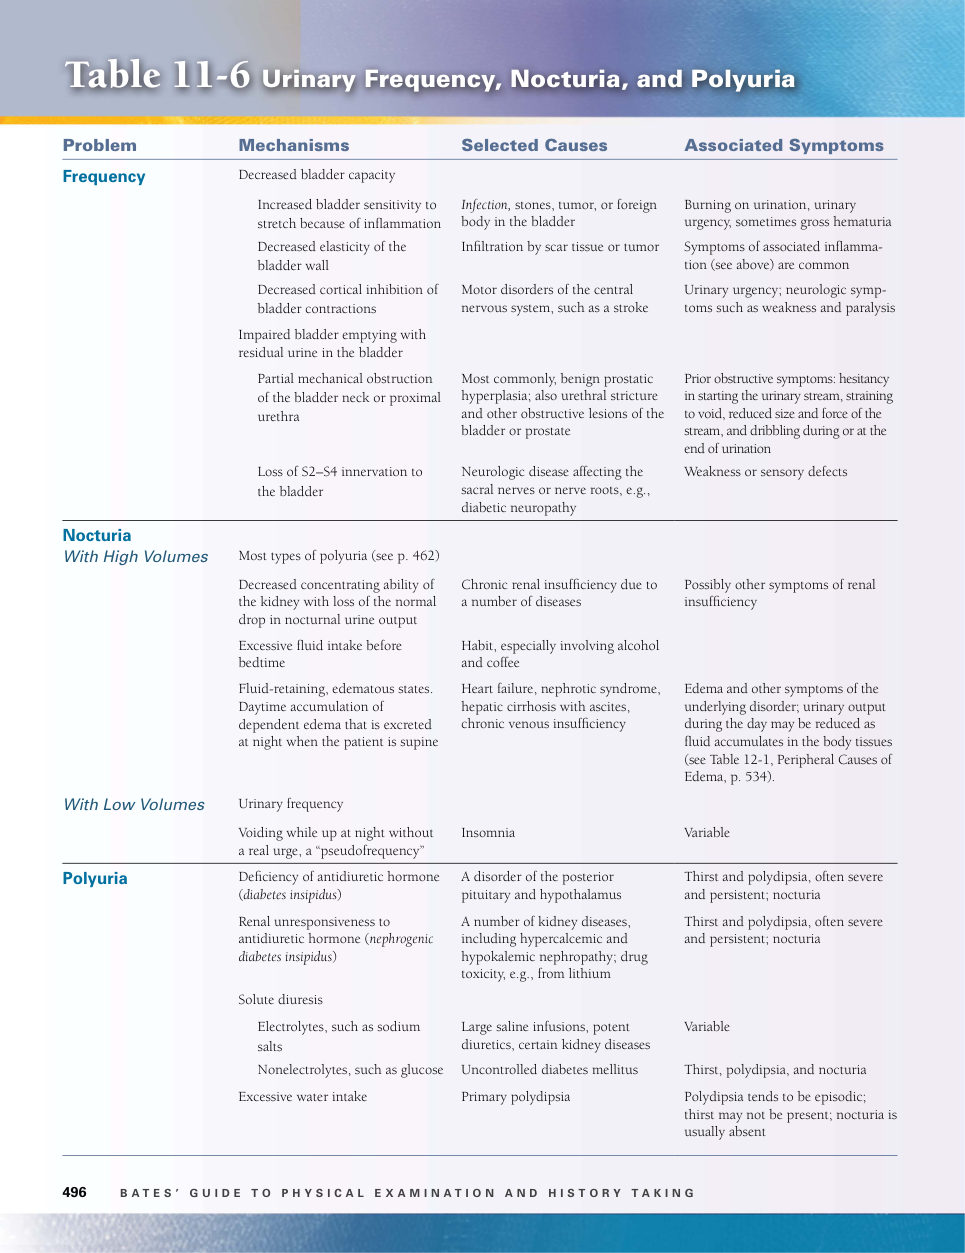 Table 11-6 Urinary Frequency, Nocturia, and Polyuria
Problem Mechanisms Selected Causes Associated Symptoms
Frequency Decreased bladder capacity
Increased bladder sensitivity to
stretch because of inflammation
Infection, stones, tumor, or foreign
body in the bladder
Burning on urination, urinary
urgency, sometimes gross hematuria
Decreased elasticity of the
bladder wall
Infiltration by scar tissue or tumor
Symptoms of associated inflamma-
tion (see above) are common
Decreased cortical inhibition of
bladder contractions
Motor disorders of the central
nervous system, such as a stroke
Urinary urgency; neurologic symp-
toms such as weakness and paralysis
Impaired bladder emptying with
residual urine in the bladder
Partial mechanical obstruction
of the bladder neck or proximal
urethra
Most commonly, benign prostatic
hyperplasia; also urethral stricture
and other obstructive lesions of the
bladder or prostate
Prior obstructive symptoms: hesitancy
in starting the urinary stream, straining
to void, reduced size and force of the
stream, and dribbling during or at the
end of urination
Loss of S2–S4 innervation to
the bladder
Neurologic disease affecting the
sacral nerves or nerve roots, e.g.,
diabetic neuropathy
Weakness or sensory defects
Nocturia
With High Volumes Most types of polyuria (see p. 462)
Decreased concentrating ability of
the kidney with loss of the normal
drop in nocturnal urine output
Chronic renal insufficiency due to
a number of diseases
Possibly other symptoms of renal
insufficiency
Excessive fluid intake before
bedtime
Habit, especially involving alcohol
and coffee
Fluid-retaining, edematous states.
Daytime accumulation of
dependent edema that is excreted
at night when the patient is supine
Heart failure, nephrotic syndrome,
hepatic cirrhosis with ascites,
chronic venous insufficiency
Edema and other symptoms of the
underlying disorder; urinary output
during the day may be reduced as
fluid accumulates in the body tissues
(see Table 12-1, Peripheral Causes of
Edema, p. 534).
With Low Volumes Urinary frequency
Voiding while up at night without
a real urge, a “pseudofrequency”
Insomnia
Variable
Polyuria
Deficiency of antidiuretic hormone
(diabetes insipidus)
A disorder of the posterior
pituitary and hypothalamus
Thirst and polydipsia, often severe
and persistent; nocturia
Renal unresponsiveness to
antidiuretic hormone (nephrogenic
diabetes insipidus)
A number of kidney diseases,
including hypercalcemic and
hypokalemic nephropathy; drug
toxicity, e.g., from lithium
Thirst and polydipsia, often severe
and persistent; nocturia
Solute diuresis
Electrolytes, such as sodium
salts
Large saline infusions, potent
diuretics, certain kidney diseases
Variable
Nonelectrolytes, such as glucose
Uncontrolled diabetes mellitus
Thirst, polydipsia, and nocturia
Excessive water intake
Primary polydipsia
Polydipsia tends to be episodic;
thirst may not be present; nocturia is
usually absent
496 BATES’ GUIDE TO PHYSICAL EXAMINATION AND HISTORY TAKING